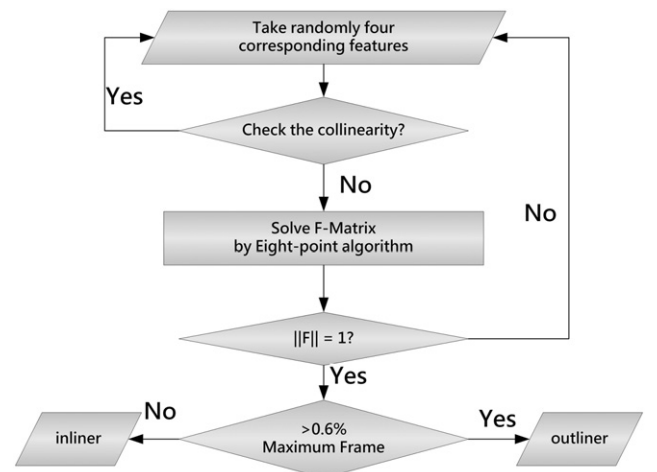 Take randomly four
corresponding features
Yes
Check the collinearity?
No
Solve F-Matrix
by Eight-point algorithm
No
||F|| = 1?
Yes
No
>0.6%
Maximum Frame
Yes
inliner
outliner